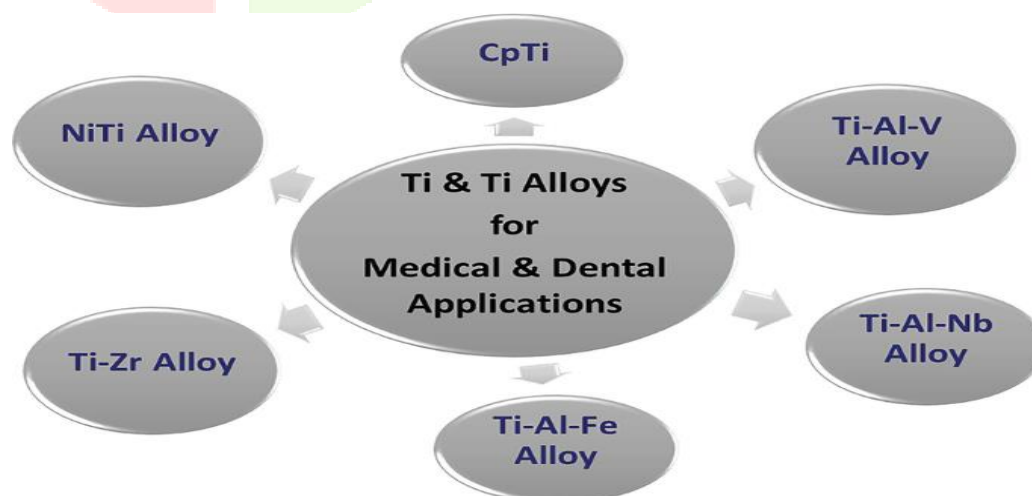 CpTi
NiTi Alloy
Ti-Al-V
Alloy
Ti & Ti Alloys
for
Medical & Dental
Applications
Ti-Zr Alloy
Ti-Al-Nb
Alloy
Ti-Al-Fe
Alloy